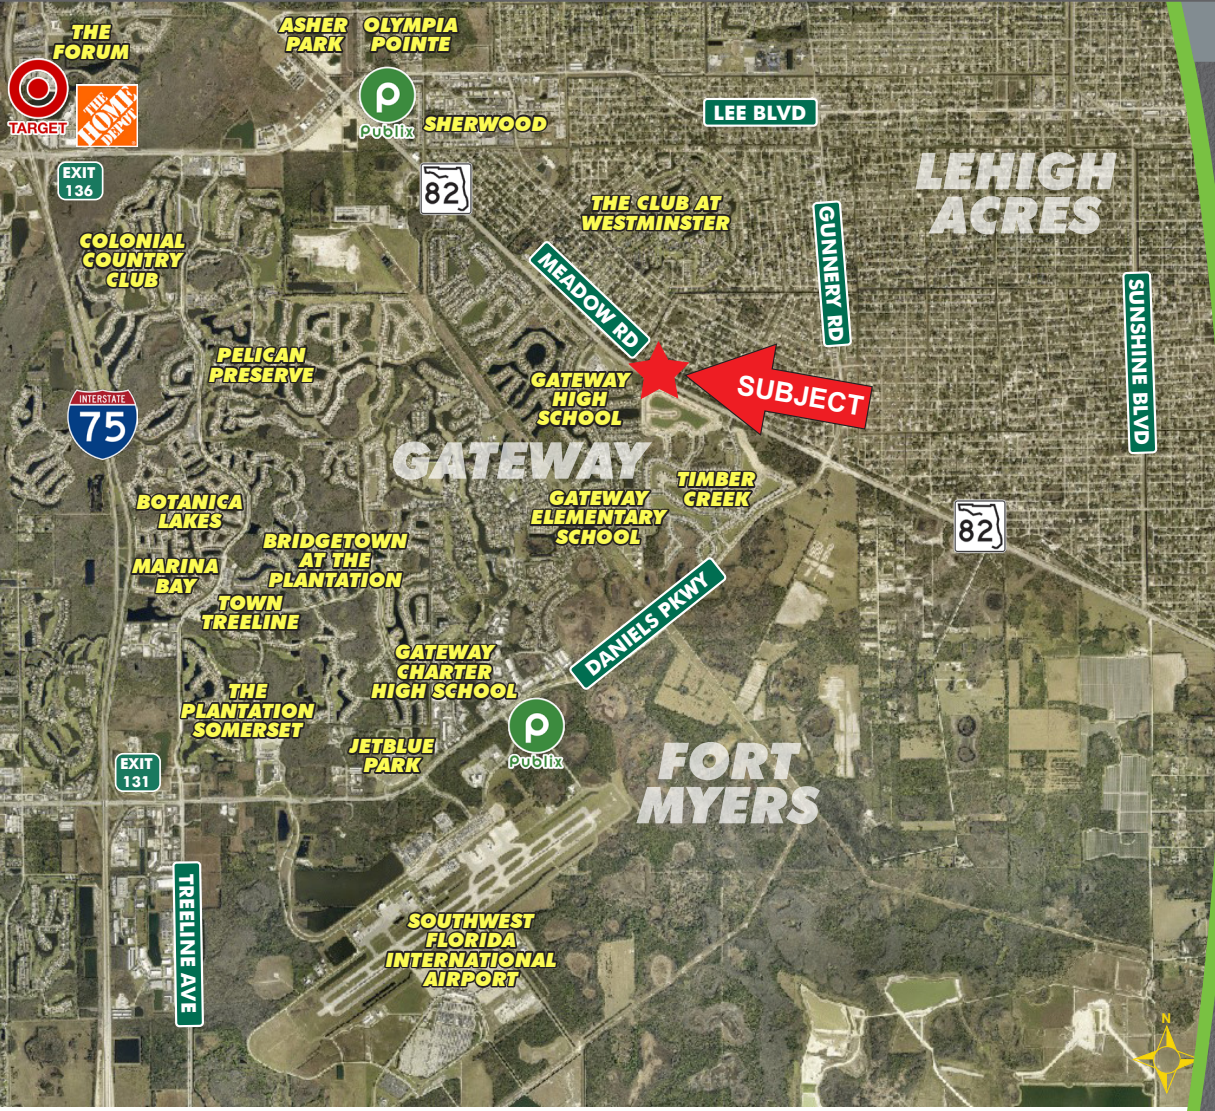 THE
FORUM
ASHER
PARK
OLYMPIA
POINTE
TARGET
THE
HOME
DEPOT
Publix
SHERWOOD
LEE BLVD
EXIT
136
82
LEHIGH
ACRES
THE CLUB AT
WESTMINSTER
GUNNERY RD
COLONIAL
COUNTRY
CLUB
MEADOW RD
SUNSHINE BLVD
PELICAN
PRESERVE
GATEWAY
HIGH
SCHOOL
SUBJECT
INTERSTATE
75
GATEWAY
TIMBER
CREEK
BOTANICA
LAKES
GATEWAY
ELEMENTARY
SCHOOL
82
BRIDGETOWN
AT THE
PLANTATION
MARINA
BAY
TOWN
TREELINE
DANIELS PKWY
GATEWAY
CHARTER
HIGH SCHOOL
THE
PLANTATION
SOMERSET
Publix
JETBLUE
PARK
FORT
MYERS
EXIT
131
TREELINE AVE
SOUTHWEST
FLORIDA
INTERNATIONAL
AIRPORT
N